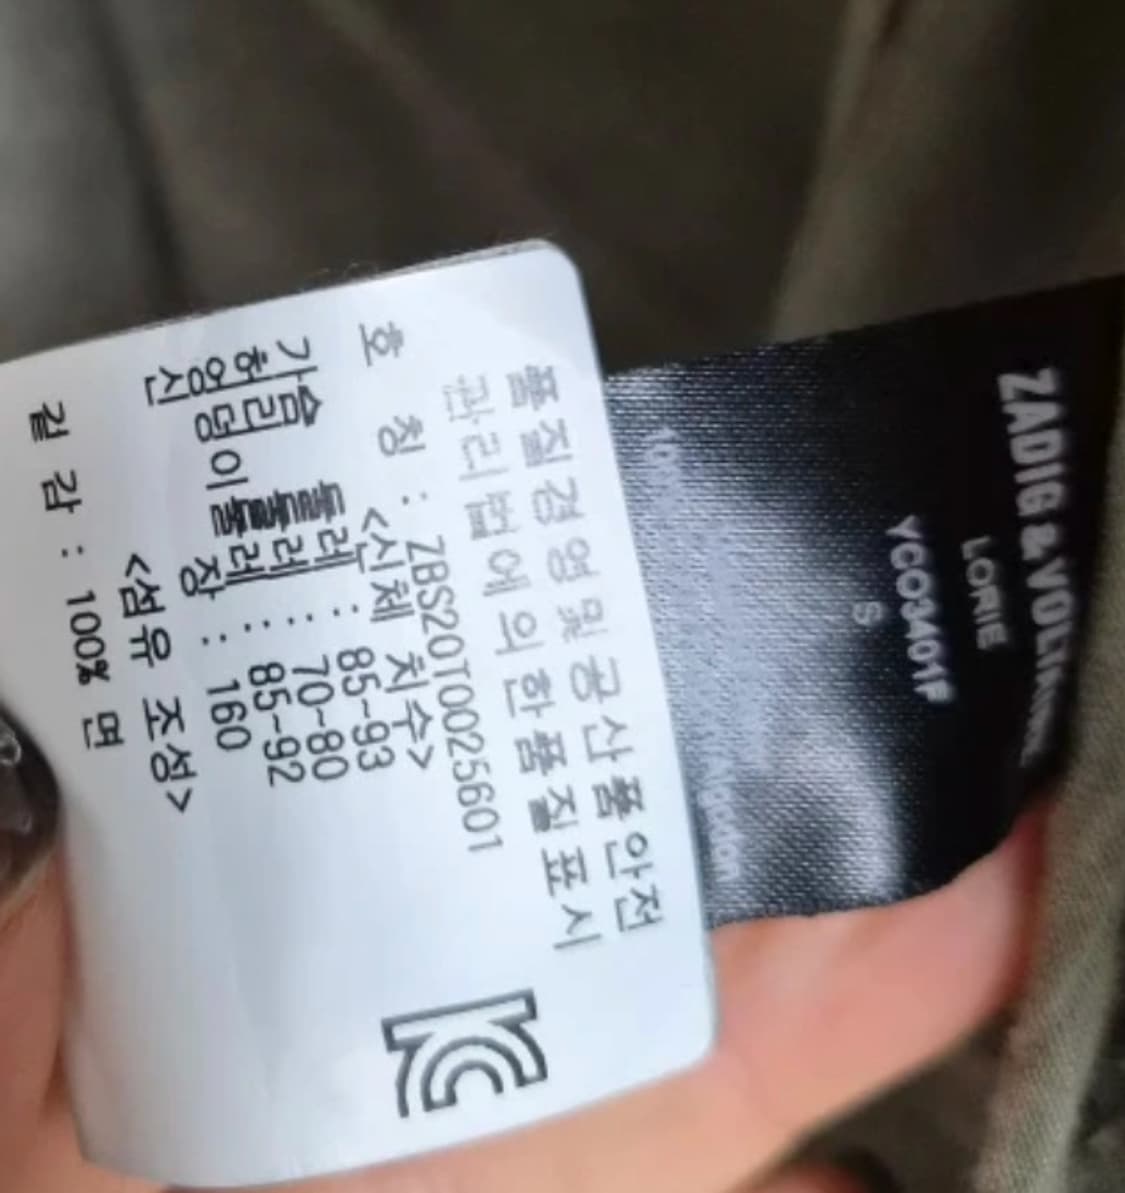 품질경영 및 공산품안전
관리법에 의한 품질표시
호 칭 : ZBS20T0025601
<신체 치수>
가슴둘레 : 85-93
허리둘레 : 70-80
엉덩이둘레 : 85-92
신 장 : 160
<섬유 조성>
겉 감 : 100% 면
KC
ZADIG & VOLTAIRE
LORIE
YCO3401F
S